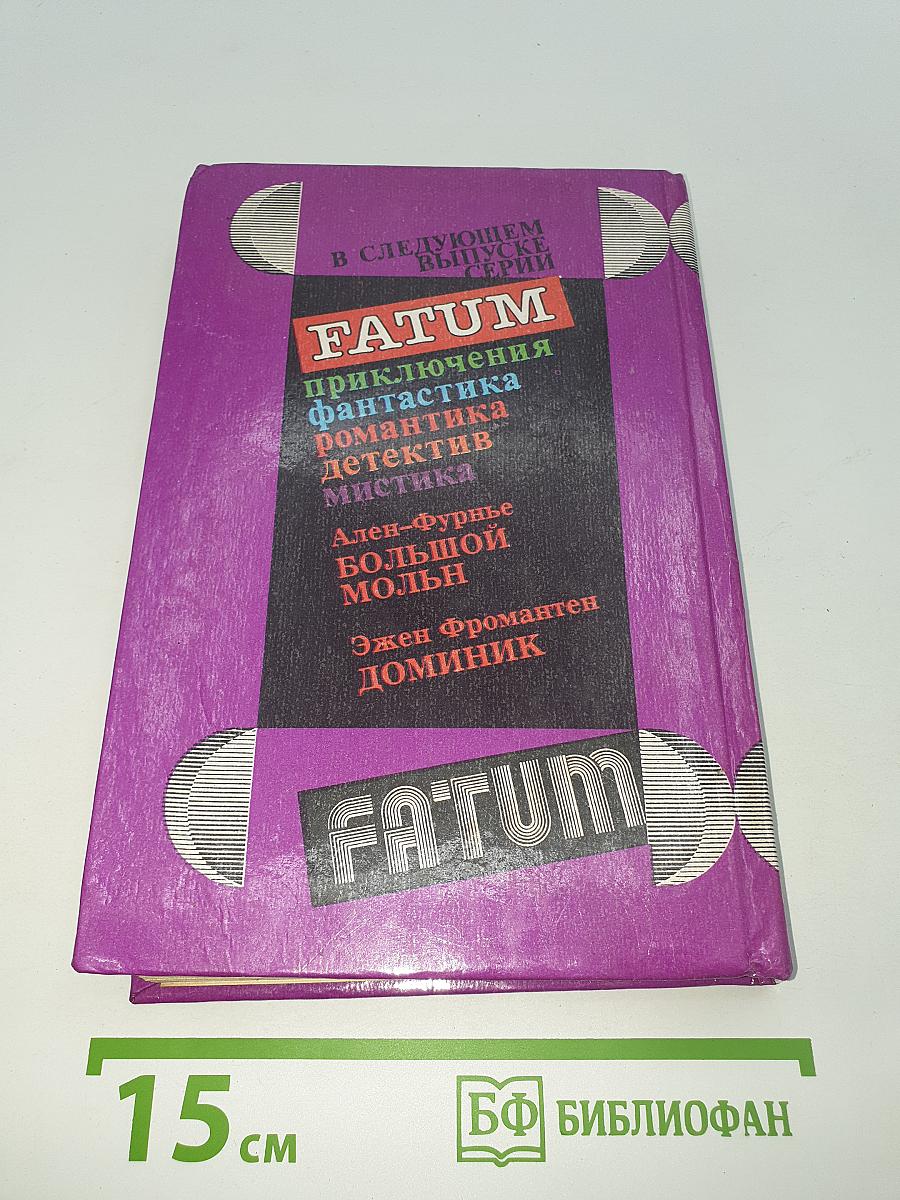 В СЛЕДУЮЩЕМ
ВЫПУСКЕ
СЕРИИ
FATUM
приключения
фантастика
романтика
детектив
мистика
Ален-Фурнье
БОЛЬШОЙ
МОЛЬН
Эжен Фромантен
ДОМИНИК
FATUM
15 см
БФ БИБЛИОФАН